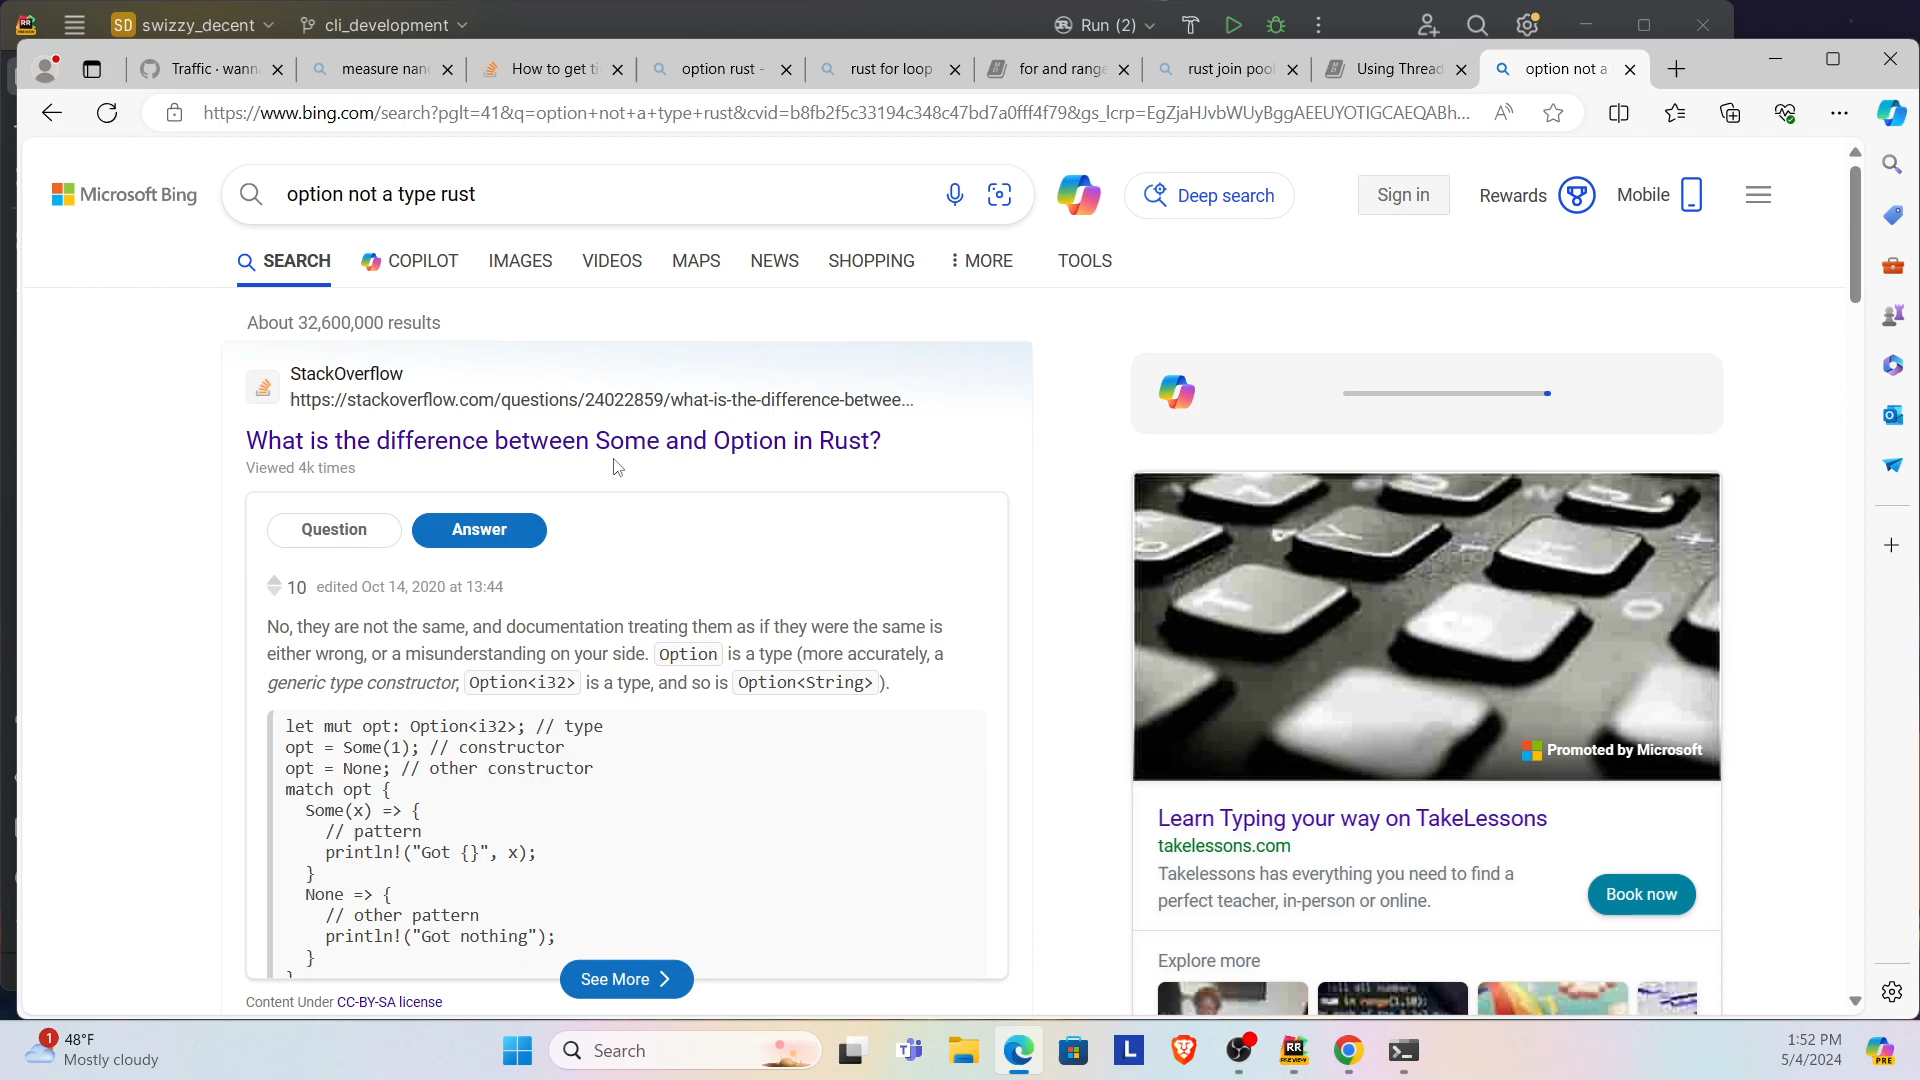 SD swizzy_decent cli_development Run (2)
Traffic · wann measure nan How to get ti option rust - rust for loop for and range rust join pool Using Thread option not a
https://www.bing.com/search?pglt=41&q=option+not+a+type+rust&cvid=b8fb2f5c33194c348c47bd7a0fff4f79&gs_lcrp=EgZjaHJvbWUyBggAEEUYOTIGCAEQABh...
Microsoft Bing
option not a type rust
Deep search
Sign in
Rewards
Mobile
SEARCH COPILOT IMAGES VIDEOS MAPS NEWS SHOPPING MORE TOOLS
About 32,600,000 results
StackOverflow
https://stackoverflow.com/questions/24022859/what-is-the-difference-betwee...
What is the difference between Some and Option in Rust?
Viewed 4k times
Question Answer
10 edited Oct 14, 2020 at 13:44
No, they are not the same, and documentation treating them as if they were the same is
either wrong, or a misunderstanding on your side. Option is a type (more accurately, a
generic type constructor, Option<i32> is a type, and so is Option<String> ).
let mut opt: Option<i32>; // type
opt = Some(1); // constructor
opt = None; // other constructor
match opt {
Some(x) => {
// pattern
println!("Got {}", x);
}
None => {
// other pattern
println!("Got nothing");
}
}
See More
Content Under CC-BY-SA license
Promoted by Microsoft
Learn Typing your way on TakeLessons
takelessons.com
Takelessons has everything you need to find a
perfect teacher, in-person or online.
Book now
Explore more
1
48°F
Mostly cloudy
Search
L
RR
PREVIEW
1:52 PM
5/4/2024
PRE